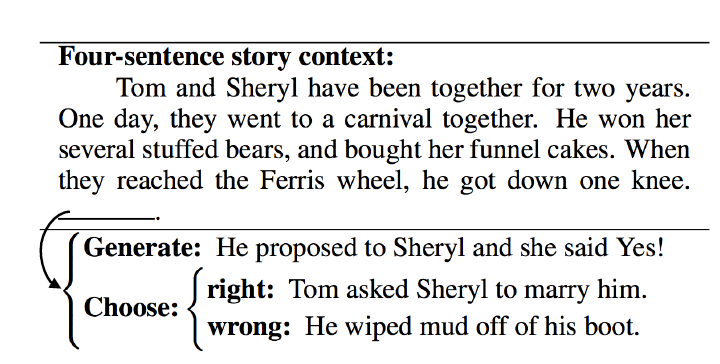 Four-sentence story context:
Tom and Sheryl have been together for two years.
One day, they went to a carnival together. He won her
several stuffed bears, and bought her funnel cakes. When
they reached the Ferris wheel, he got down one knee.
.
Generate: He proposed to Sheryl and she said Yes!
Choose:
right: Tom asked Sheryl to marry him.
wrong: He wiped mud off of his boot.